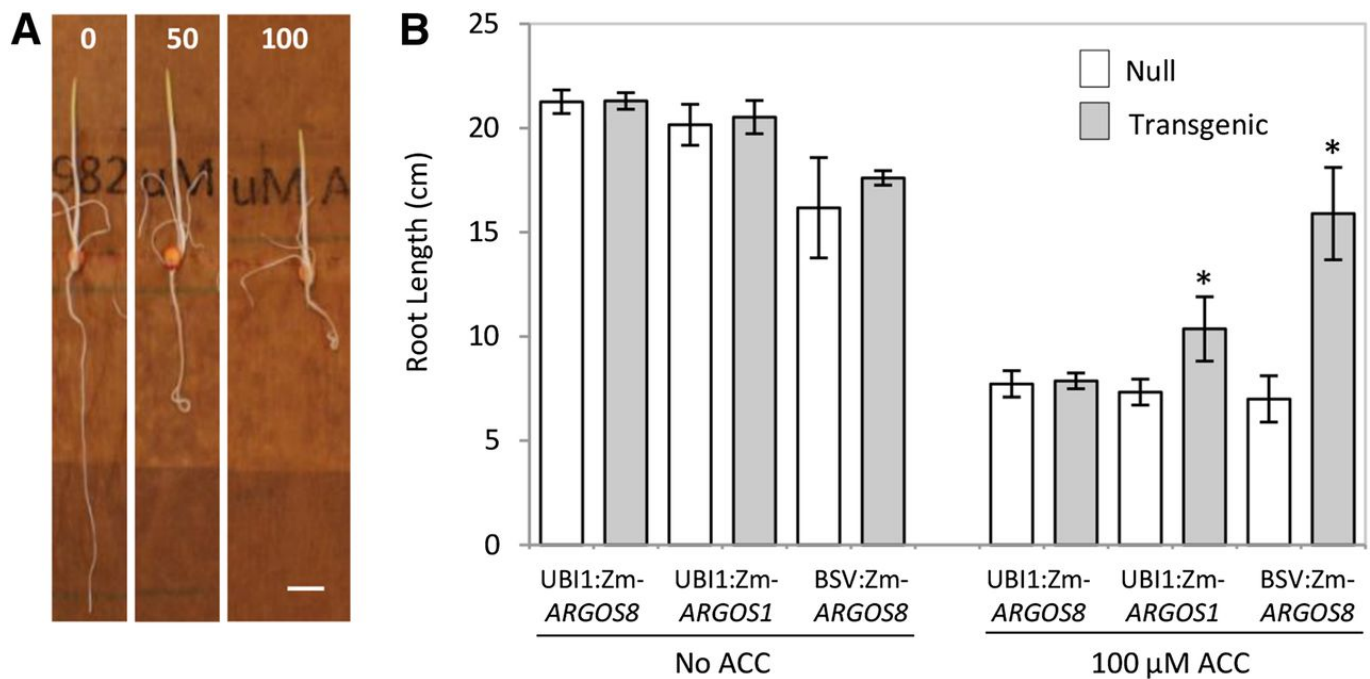 A
0
50
100
982
uM
uM A
B
Root Length (cm)
25
20
15
10
5
0
Null
Transgenic
*
*
UBI1:Zm-
ARGOS8
UBI1:Zm-
ARGOS1
BSV:Zm-
ARGOS8
UBI1:Zm-
ARGOS8
UBI1:Zm-
ARGOS1
BSV:Zm-
ARGOS8
No ACC
100 µM ACC